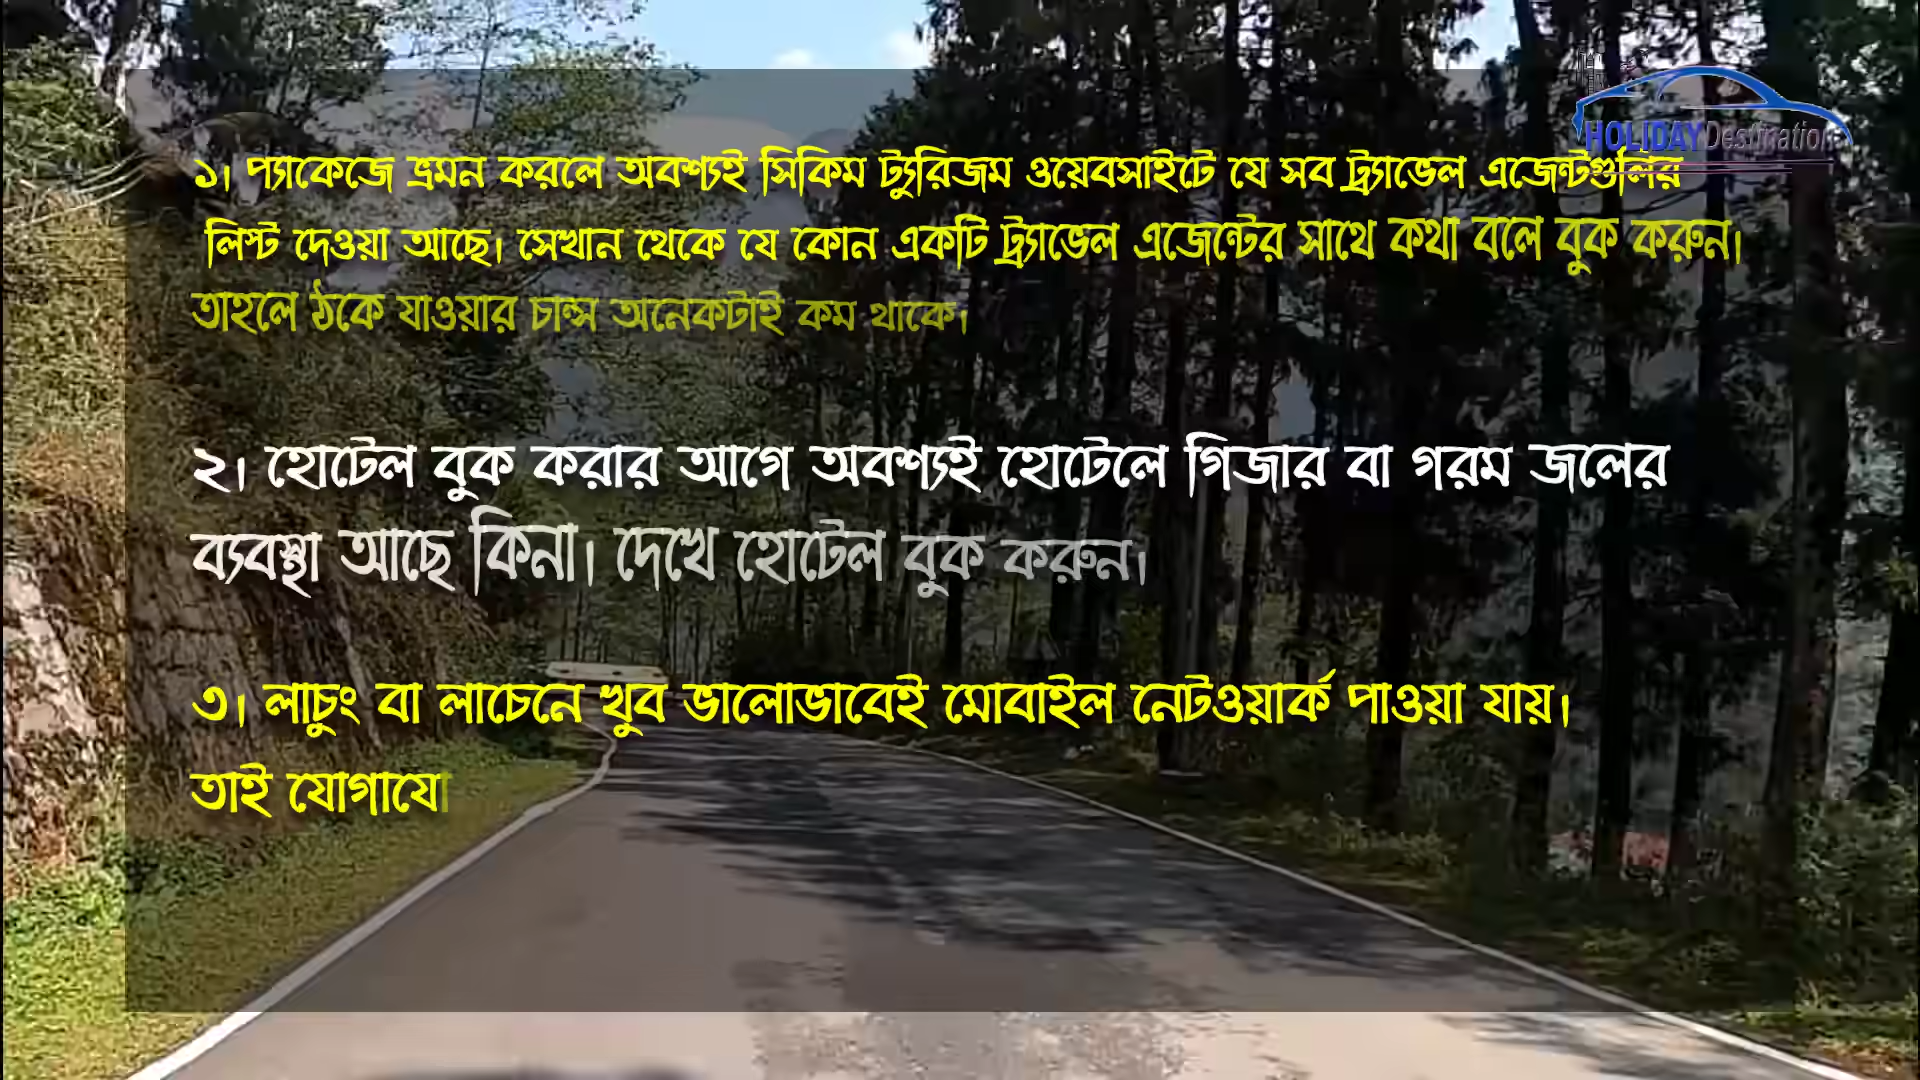 HOLIDAY Destination
১। প্যাকেজে ভ্রমন করলে অবশ্যই সিকিম ট্যুরিজম ওয়েবসাইটে যে সব ট্র্যাভেল এজেন্টগুলির
লিস্ট দেওয়া আছে। সেখান থেকে যে কোন একটি ট্র্যাভেল এজেন্টের সাথে কথা বলে বুক করুন।
তাহলে ঠকে যাওয়ার চান্স অনেকটাই কম থাকে।
২। হোটেল বুক করার আগে অবশ্যই হোটেলে গিজার বা গরম জলের
ব্যবস্থা আছে কিনা। দেখে হোটেল বুক করুন।
৩। লাচুং বা লাচেনে খুব ভালোভাবেই মোবাইল নেটওয়ার্ক পাওয়া যায়।
তাই যোগাযে